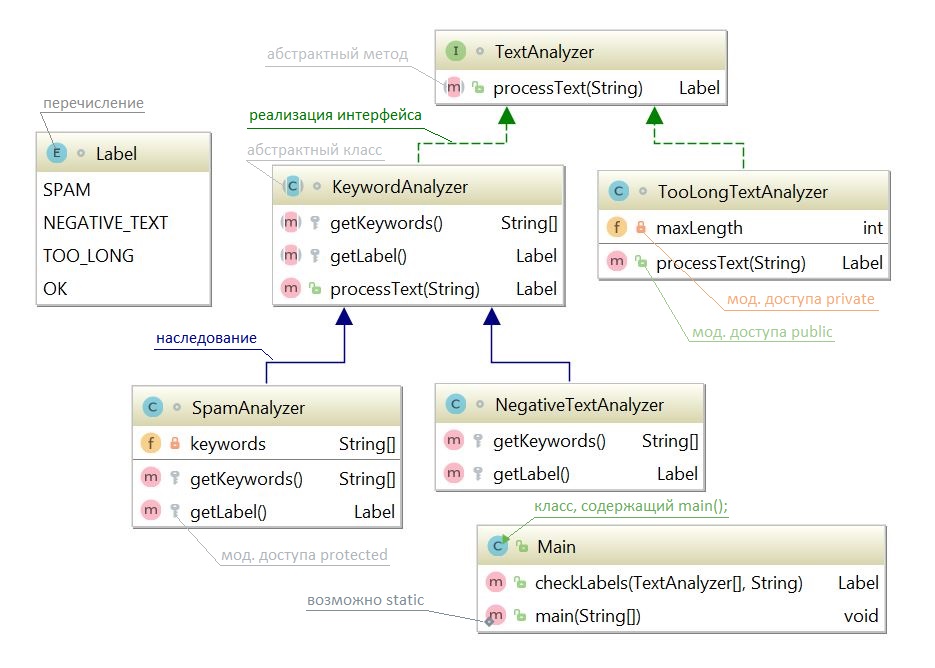 абстрактный метод
I TextAnalyzer
m processText(String) Label
перечисление
E Label
SPAM
NEGATIVE_TEXT
TOO_LONG
OK
реализация интерфейса
абстрактный класс
C KeywordAnalyzer
m getKeywords() String[]
m getLabel() Label
m processText(String) Label
C TooLongTextAnalyzer
f maxLength int
m processText(String) Label
мод. доступа private
мод. доступа public
наследование
C SpamAnalyzer
f keywords String[]
m getKeywords() String[]
m getLabel() Label
мод. доступа protected
C NegativeTextAnalyzer
m getKeywords() String[]
m getLabel() Label
класс, содержащий main();
C Main
m checkLabels(TextAnalyzer[], String) Label
m main(String[]) void
возможно static